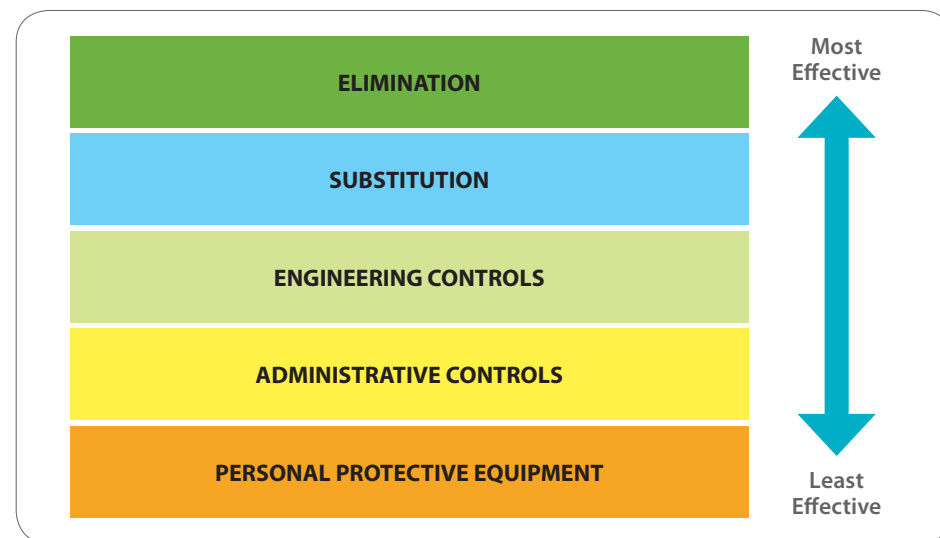 Most
Effective
ELIMINATION
SUBSTITUTION
ENGINEERING CONTROLS
ADMINISTRATIVE CONTROLS
PERSONAL PROTECTIVE EQUIPMENT
Least
Effective